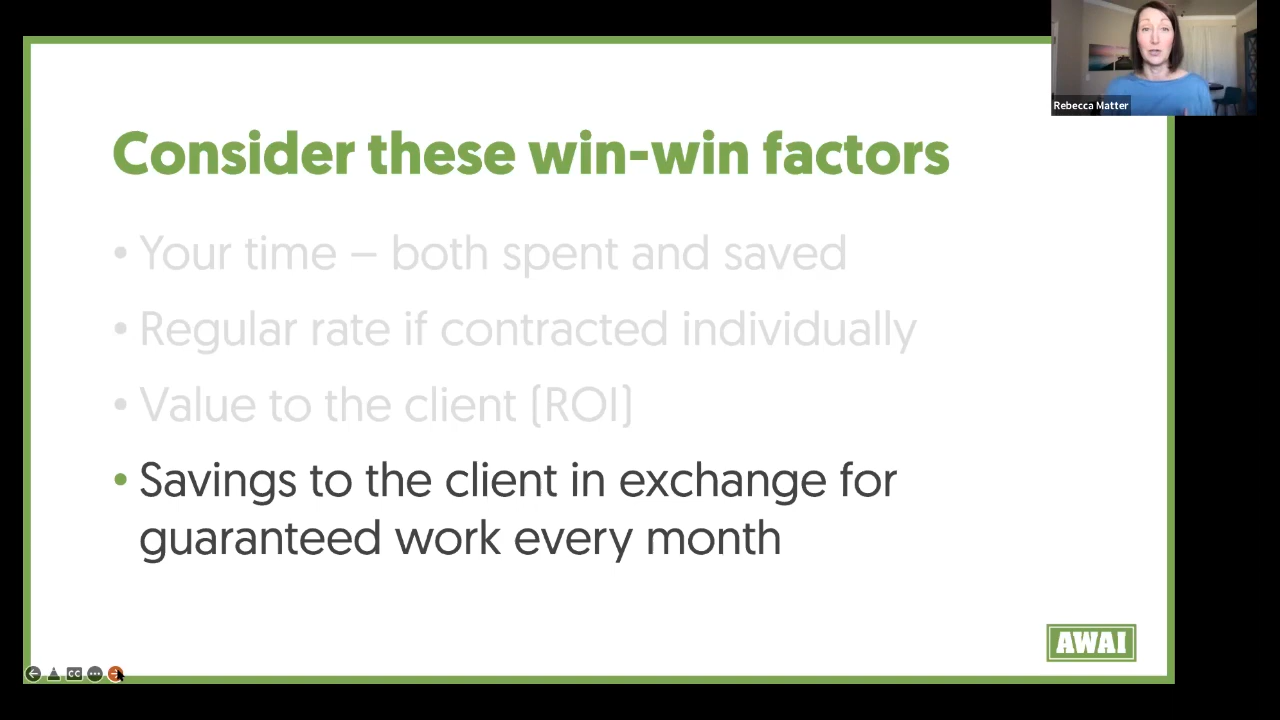 Rebecca Matter
Consider these win-win factors
• Your time – both spent and saved
• Regular rate if contracted individually
• Value to the client (ROI)
• Savings to the client in exchange for
guaranteed work every month
AWAI
CC